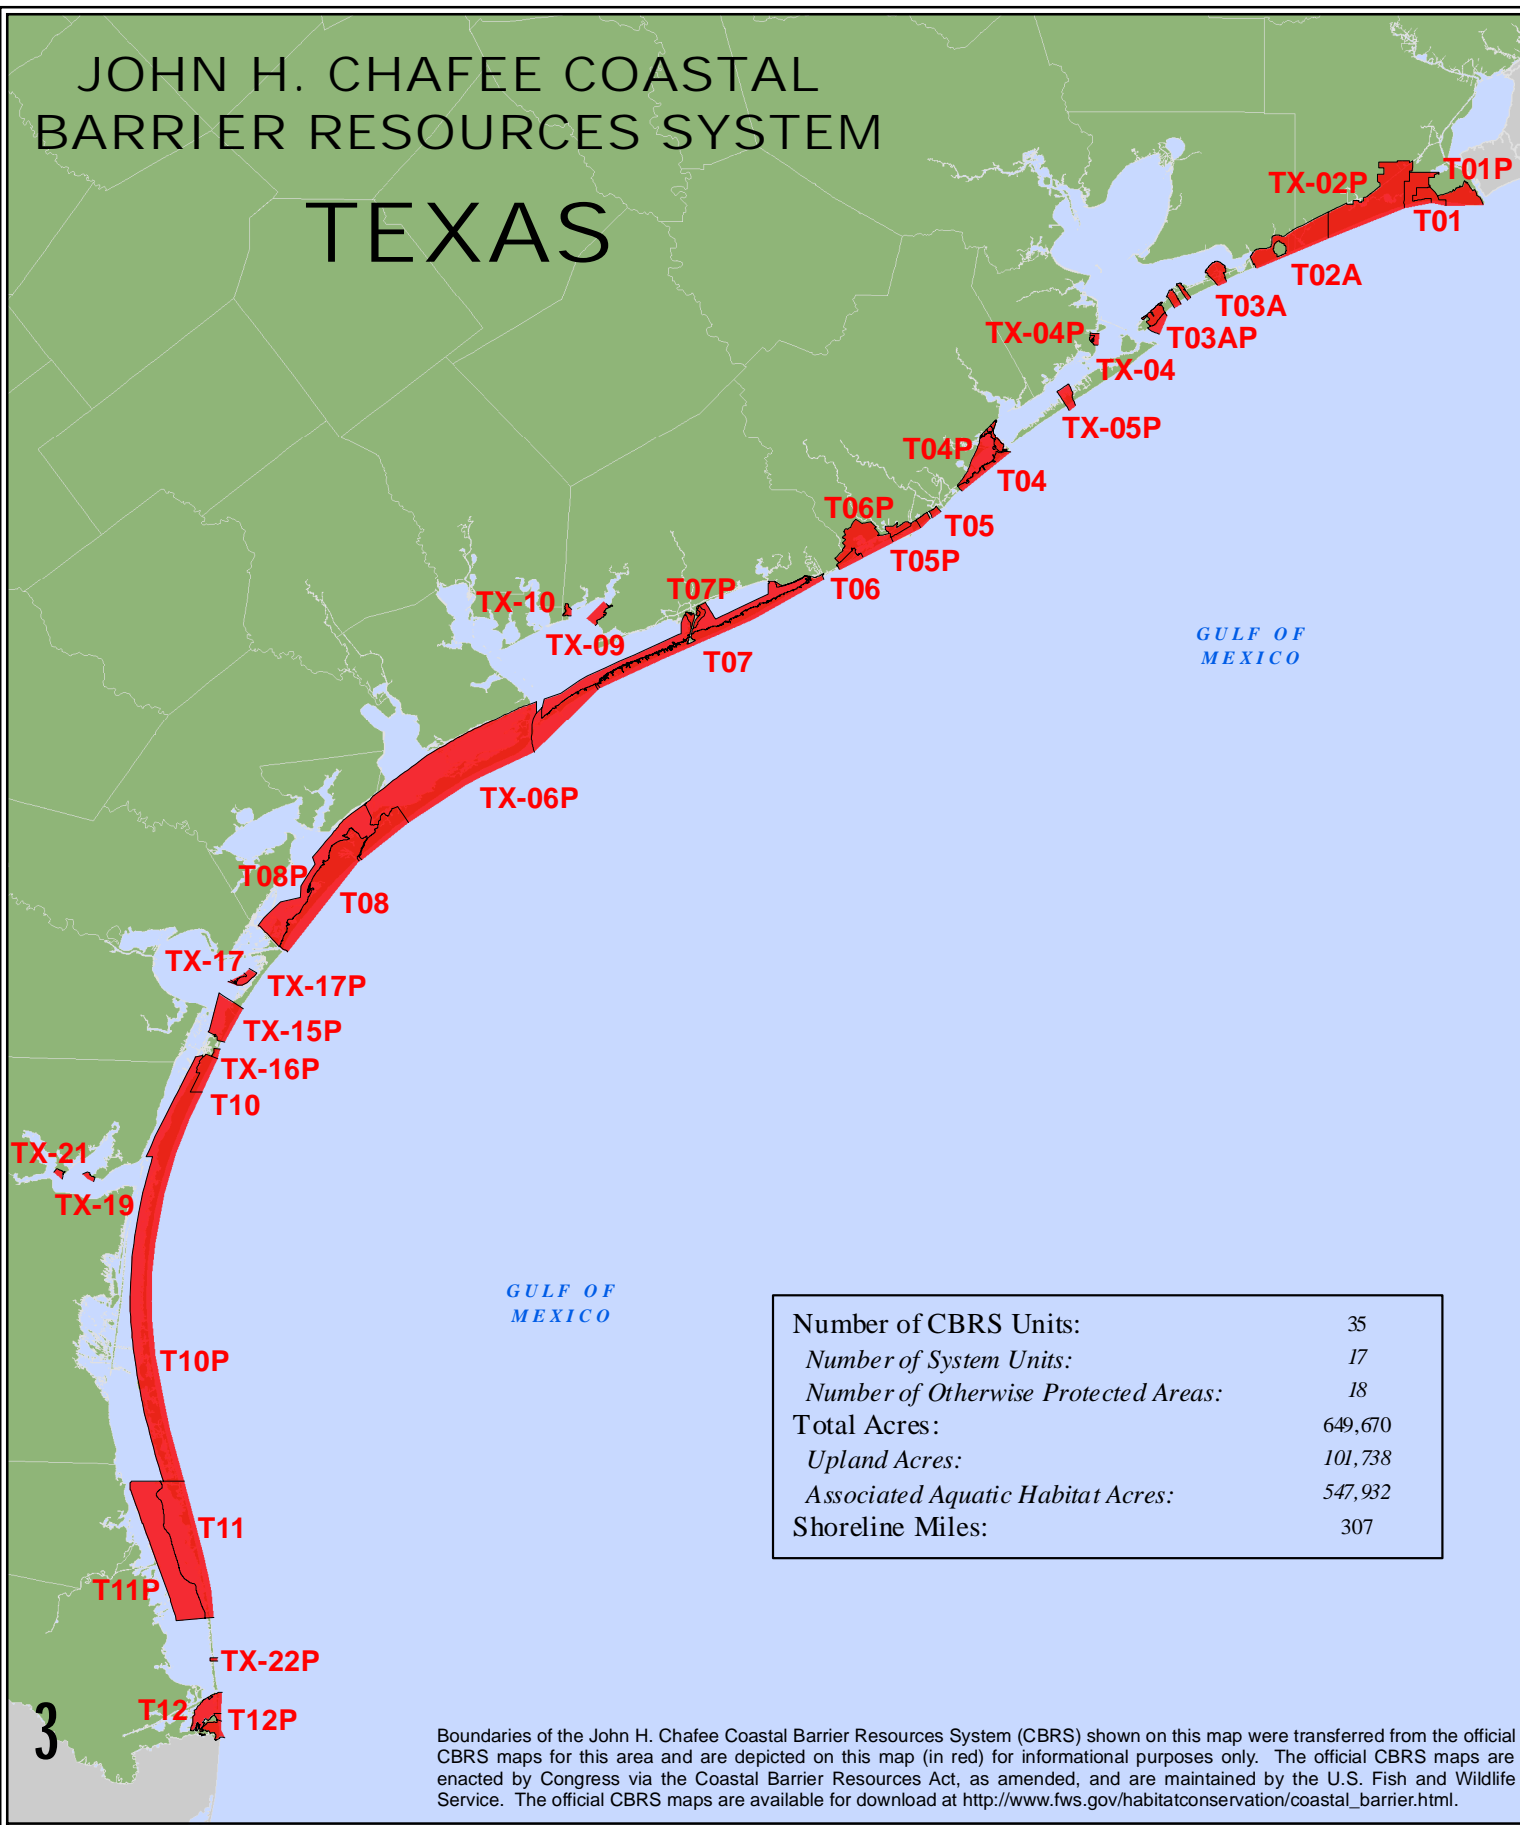 JOHN H. CHAFEE COASTAL
BARRIER RESOURCES SYSTEM
TEXAS
T01P
TX-02P
T01
T02A
T03A
T03AP
TX-04P
TX-04
TX-05P
T04P
T04
T06P
T05
T05P
T06
T07P
TX-10
TX-09
T07
GULF OF
MEXICO
TX-06P
T08P
T08
TX-17
TX-17P
TX-15P
TX-16P
T10
TX-21
TX-19
GULF OF
MEXICO
T10P
Number of CBRS Units: 35
Number of System Units: 17
Number of Otherwise Protected Areas: 18
Total Acres: 649,670
Upland Acres: 101,738
Associated Aquatic Habitat Acres: 547,932
Shoreline Miles: 307
T11
T11P
TX-22P
T12
T12P
3
Boundaries of the John H. Chafee Coastal Barrier Resources System (CBRS) shown on this map were transferred from the official
CBRS maps for this area and are depicted on this map (in red) for informational purposes only. The official CBRS maps are
enacted by Congress via the Coastal Barrier Resources Act, as amended, and are maintained by the U.S. Fish and Wildlife
Service. The official CBRS maps are available for download at http://www.fws.gov/habitatconservation/coastal_barrier.html.